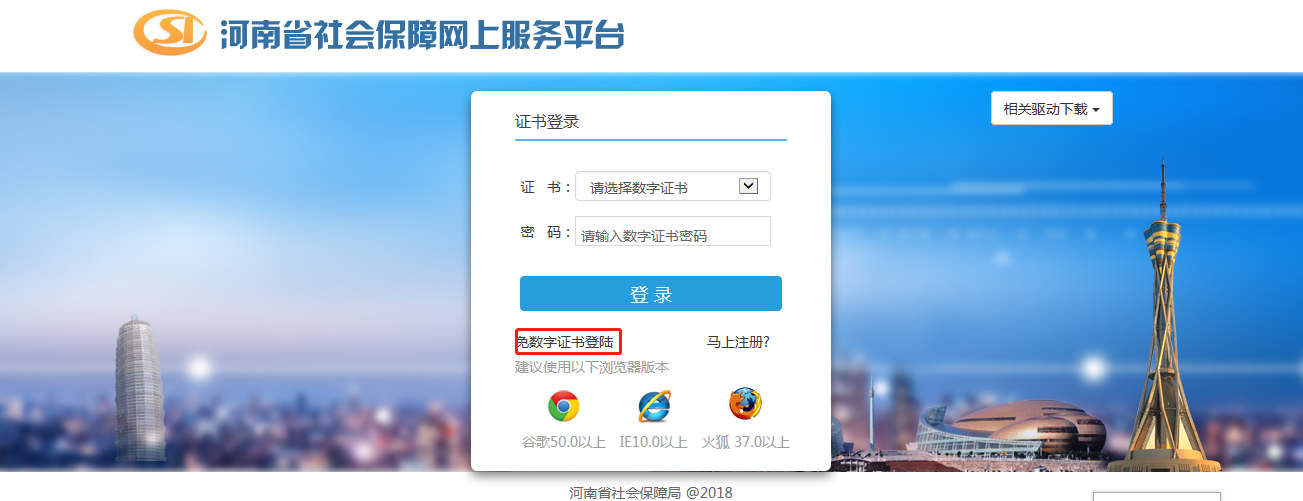 CSI 河南省社会保障网上服务平台
相关驱动下载
证书登录
证 书： 请选择数字证书
密 码： 请输入数字证书密码
登 录
免数字证书登陆 马上注册?
建议使用以下浏览器版本
谷歌50.0以上 IE10.0以上 火狐 37.0以上
河南省社会保障局 @2018